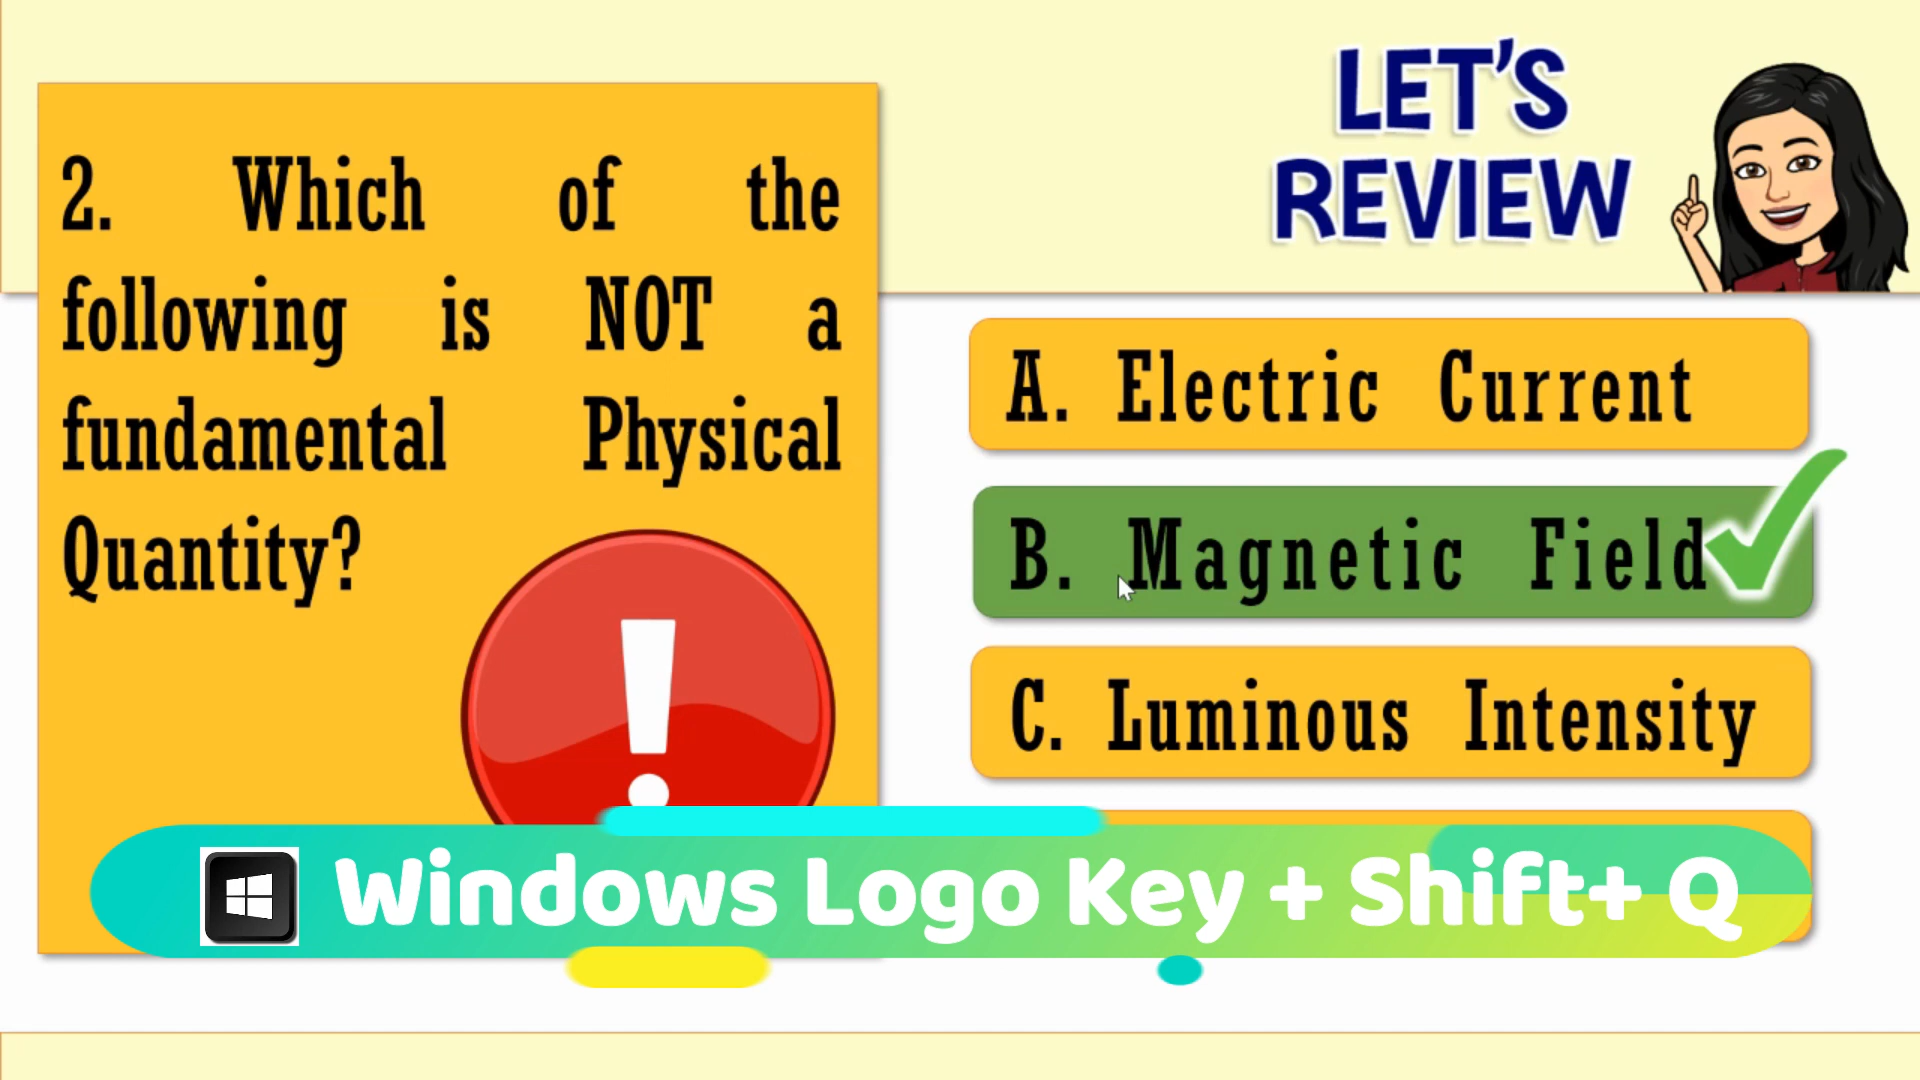 LET'S
REVIEW
2. Which of the
following is NOT a
fundamental Physical
Quantity?
A. Electric Current
B. Magnetic Field
C. Luminous Intensity
Windows Logo Key + Shift+ Q